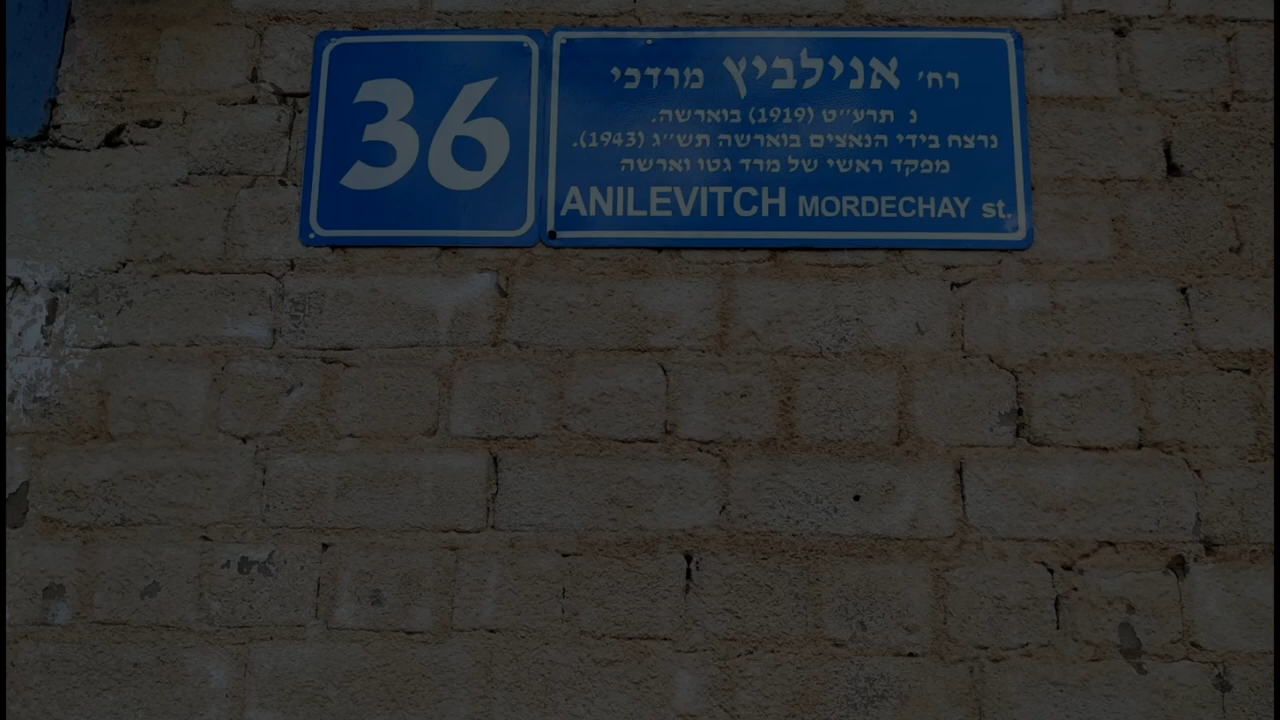 36
רח׳ אנילביץ מרדכי
נ תרע״ט (1919) בוארשה.
נרצח בידי הנאצים בוארשה תש״ג (1943).
מפקד ראשי של מרד גטו וארשה
ANILEVITCH MORDECHAY st.